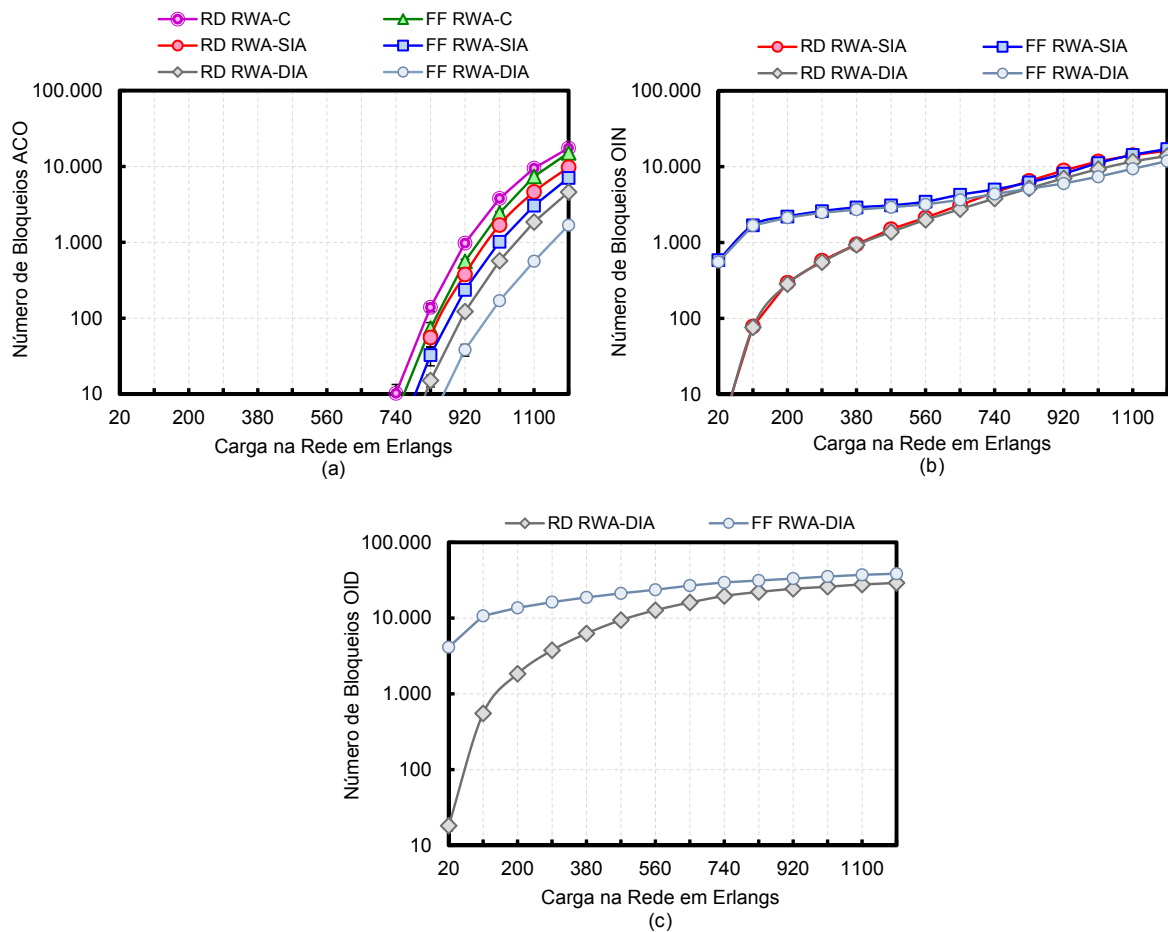 RD RWA-C FF RWA-C
RD RWA-SIA FF RWA-SIA
RD RWA-DIA FF RWA-DIA
Número de Bloqueios ACO
100.000
10.000
1.000
100
10
20 200 380 560 740 920 1100
Carga na Rede em Erlangs
(a)
RD RWA-SIA FF RWA-SIA
RD RWA-DIA FF RWA-DIA
Número de Bloqueios OIN
100.000
10.000
1.000
100
10
20 200 380 560 740 920 1100
Carga na Rede em Erlangs
(b)
RD RWA-DIA FF RWA-DIA
Número de Bloqueios OID
100.000
10.000
1.000
100
10
20 200 380 560 740 920 1100
Carga na Rede em Erlangs
(c)